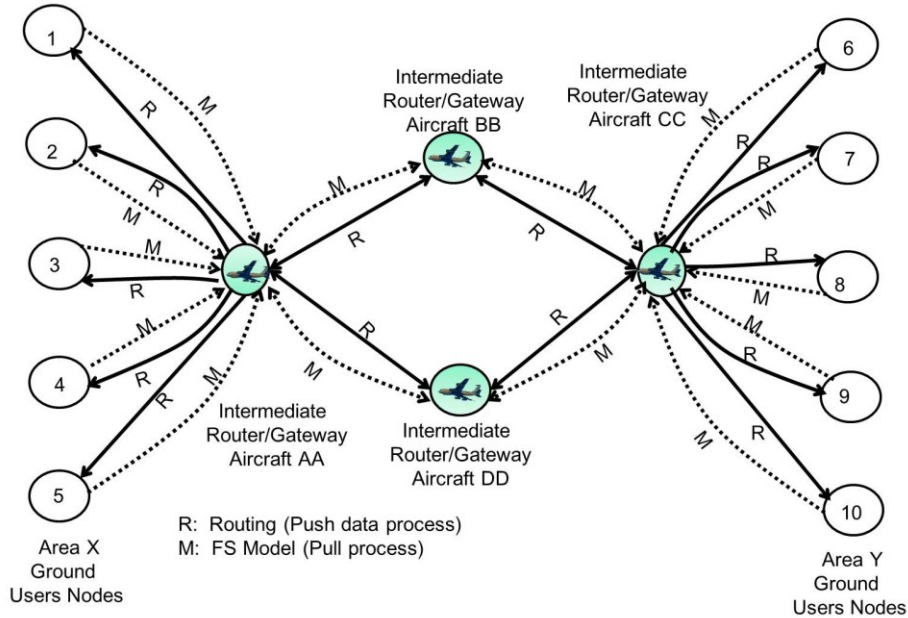 1
2
3
4
5
6
7
8
9
10
Intermediate
Router/Gateway
Aircraft BB
Intermediate
Router/Gateway
Aircraft CC
Intermediate
Router/Gateway
Aircraft AA
Intermediate
Router/Gateway
Aircraft DD
M
R
R
M
M
R
M
R
M
R
M
R
M
R
R
M
R
M
M
R
R
M
R
M
R
M
R
M
R: Routing (Push data process)
M: FS Model (Pull process)
Area X
Ground
Users Nodes
Area Y
Ground
Users Nodes